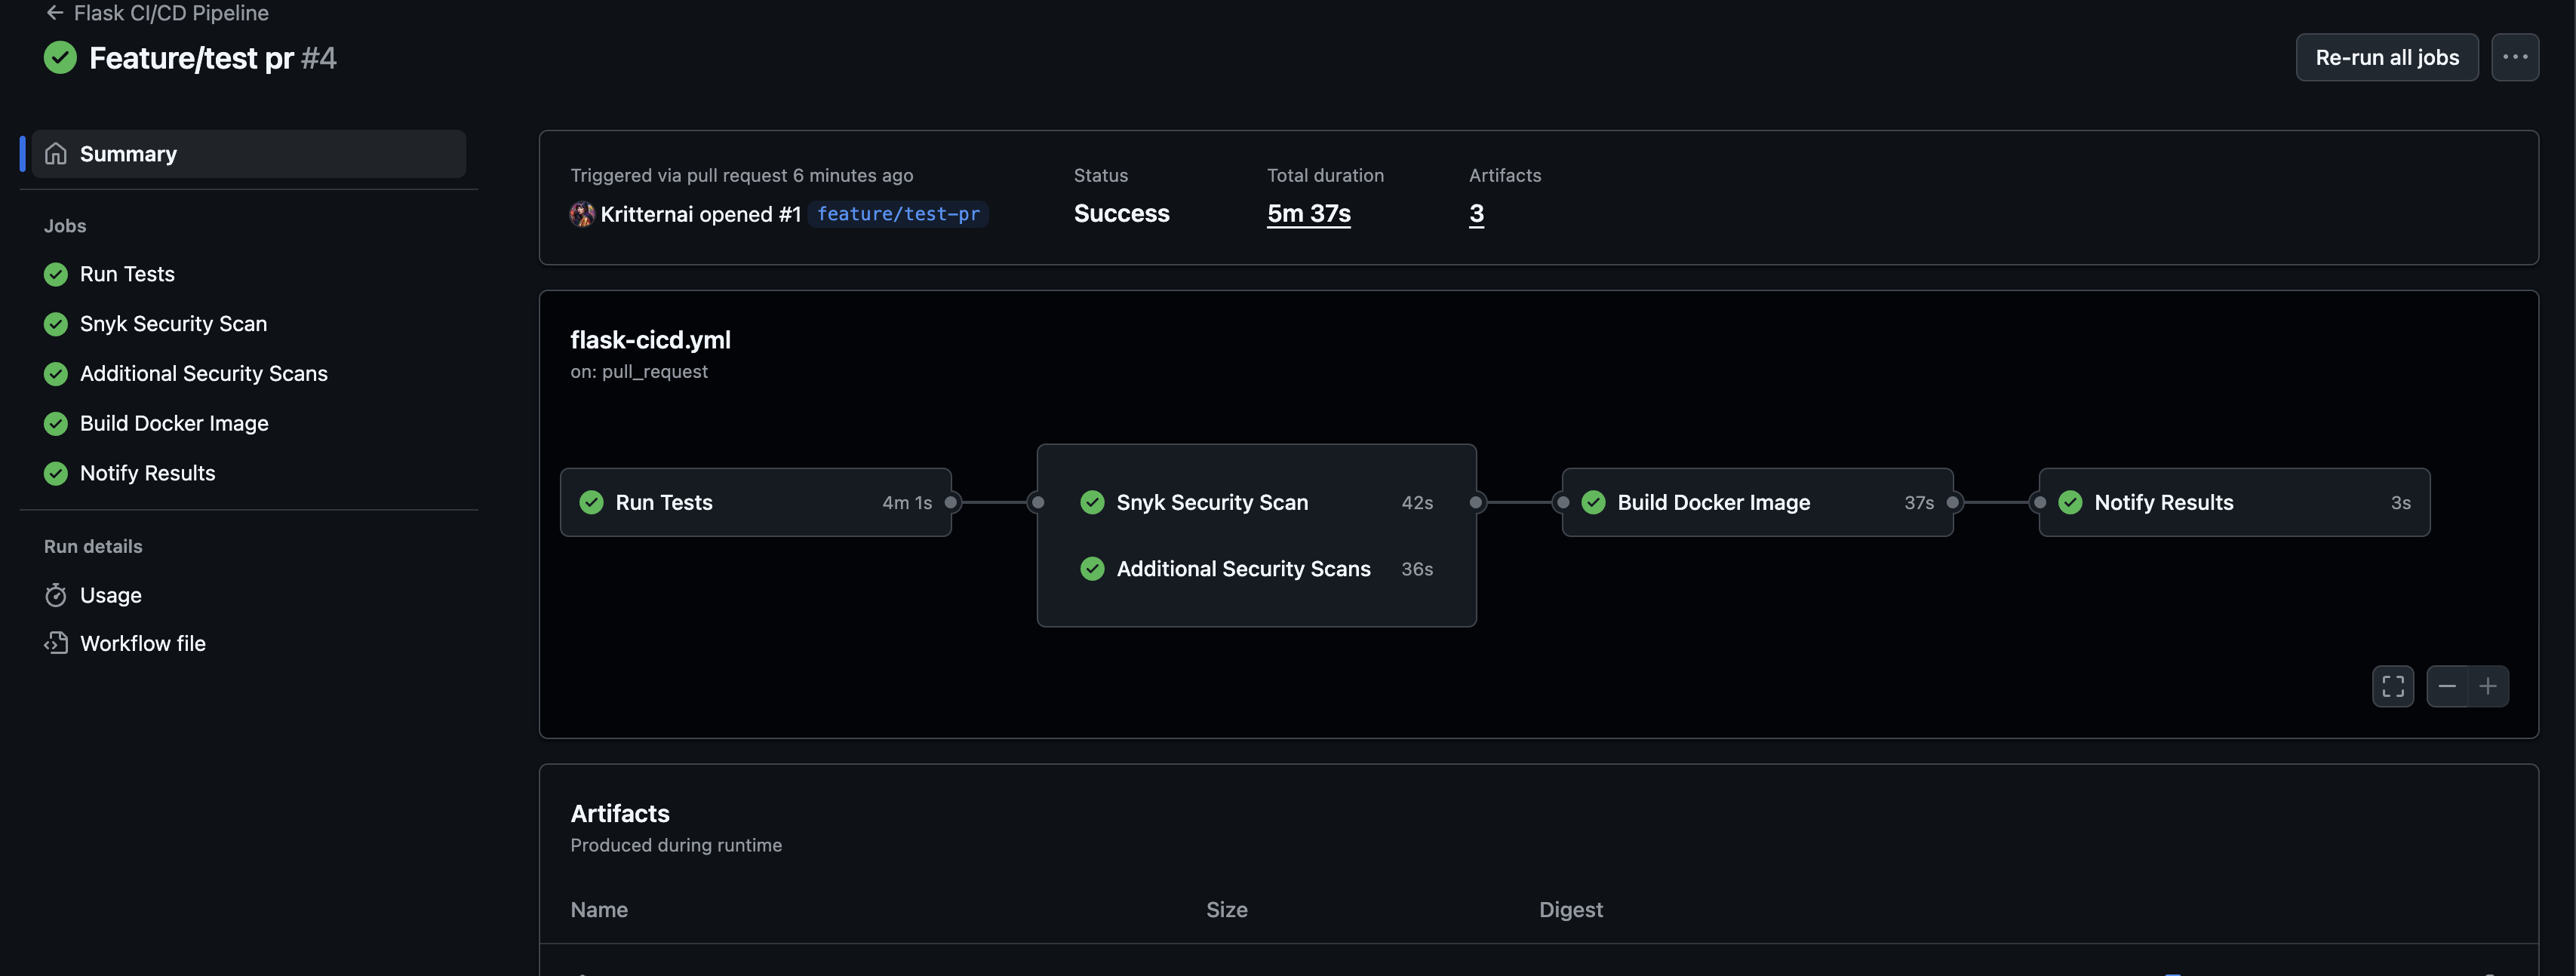 Flask CI/CD Pipeline
Feature/test pr #4
Re-run all jobs
Summary
Jobs
Run Tests
Snyk Security Scan
Additional Security Scans
Build Docker Image
Notify Results
Run details
Usage
Workflow file
Triggered via pull request 6 minutes ago
Kritternai opened #1 feature/test-pr
Status
Success
Total duration
5m 37s
Artifacts
3
flask-cicd.yml
on: pull_request
Run Tests 4m 1s
Snyk Security Scan 42s
Additional Security Scans 36s
Build Docker Image 37s
Notify Results 3s
Artifacts
Produced during runtime
Name Size Digest